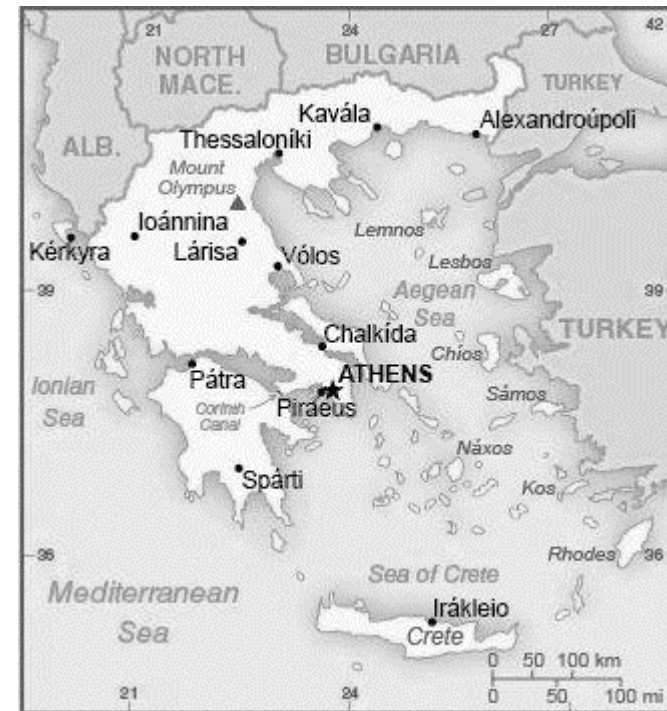 21 24 27 42
NORTH
MACE.
BULGARIA
TURKEY
Kavála
Alexandroúpoli
ALB.
Thessaloníki
Mount
Olympus
Lemnos
Ioánnina
Kérkyra
Lárisa
Vólos
Lesbos
39 39
Aegean
Sea
TURKEY
Chalkída
Chíos
ATHENS
Pátra
Ionian
Sea
Corinth
Canal
Piraeus
Sámos
Náxos
Spárti
Kos
36 36
Rhodes
Mediterranean
Sea
Sea of Crete
Irákleio
Crete
0 50 100 km
0 50 100 mi
21 24